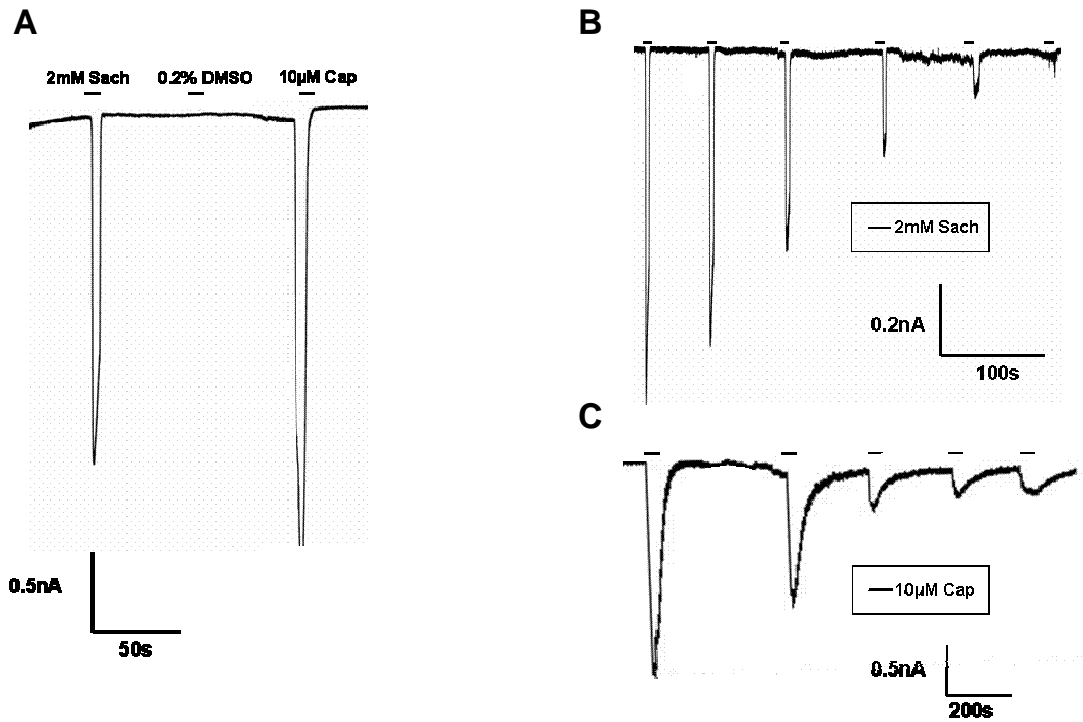 A
2mM Sach 0.2% DMSO 10µM Cap
0.5nA
50s
B
2mM Sach
0.2nA
100s
C
10µM Cap
0.5nA
200s